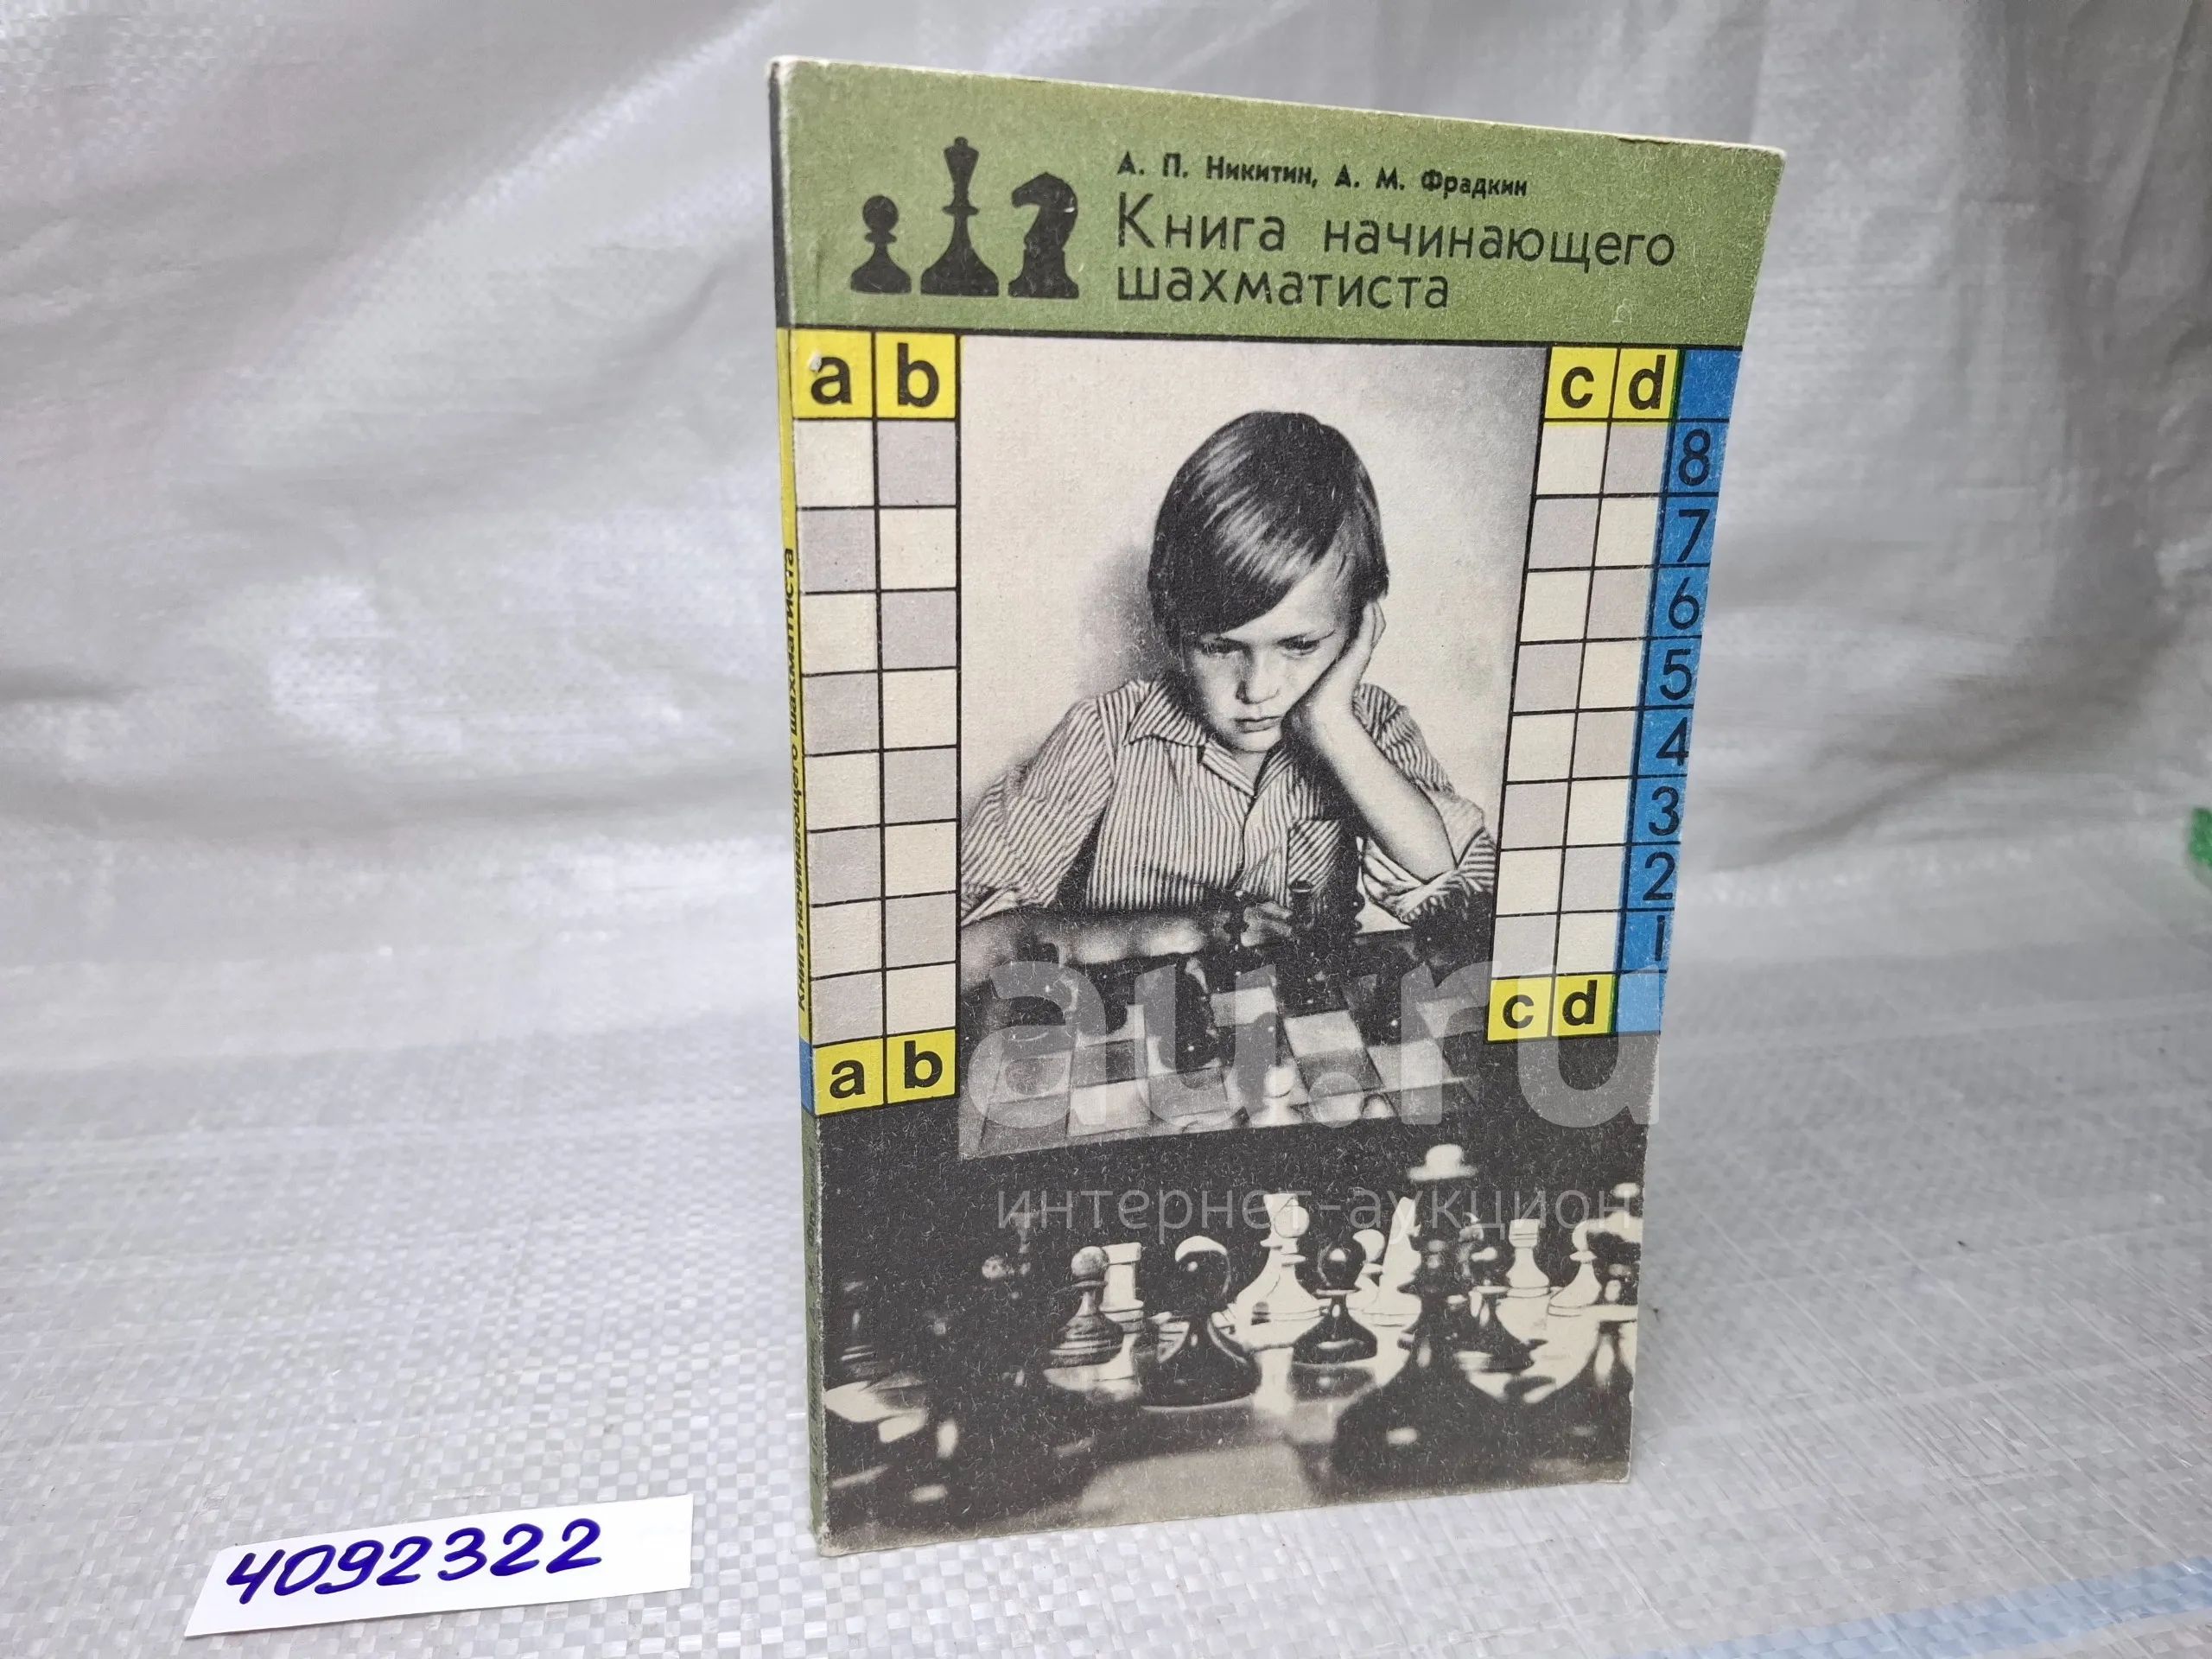 А. П. Никитин, А. М. Фрадкин
Книга начинающего
шахматиста
a b
c d
8
7
6
5
4
3
2
1
c d
a b
Книга начинающего шахматиста
au.ru
интернет-аукцион
4092322